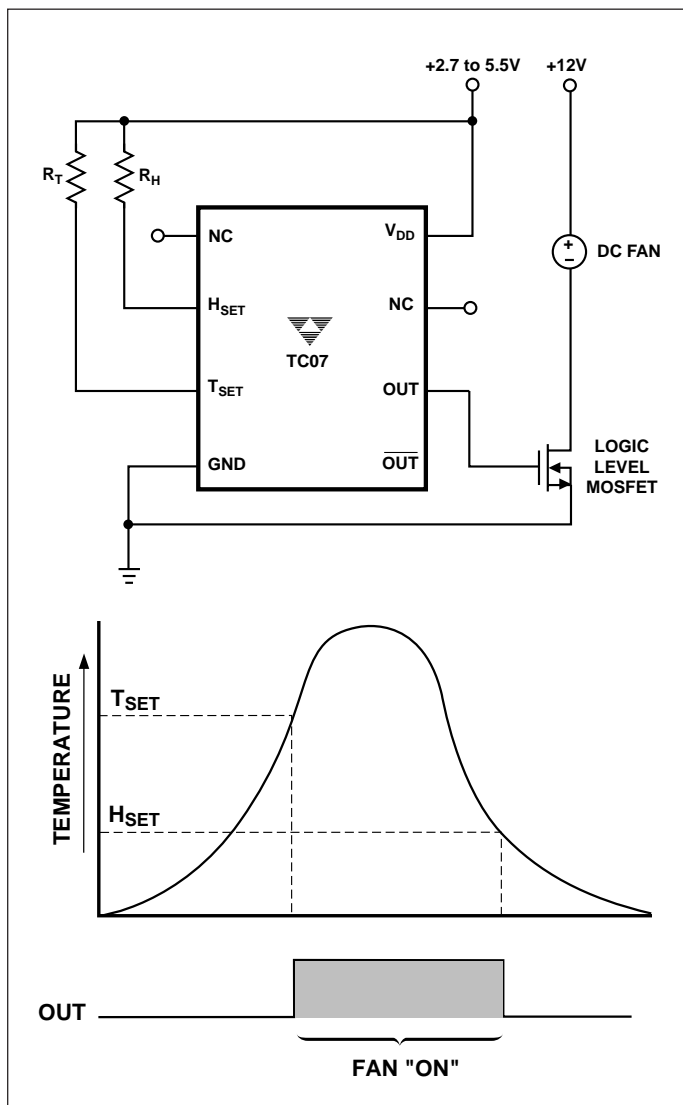 +2.7 to 5.5V
+12V
RT
RH
NC
VDD
+
–
DC FAN
HSET
NC
TC07
TSET
OUT
GND
OUT
LOGIC
LEVEL
MOSFET
TEMPERATURE
TSET
HSET
OUT
FAN "ON"